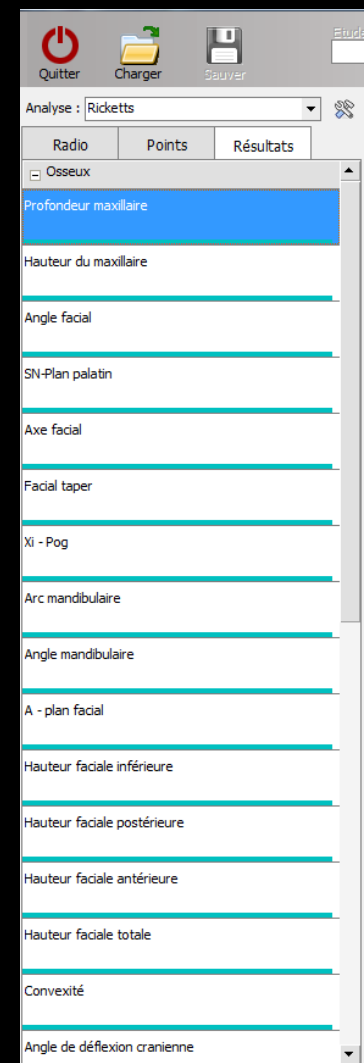 Quitter
Charger
Sauver
Analyse : Ricketts
Radio
Points
Résultats
Osseux
Profondeur maxillaire
Hauteur du maxillaire
Angle facial
SN-Plan palatin
Axe facial
Facial taper
Xi - Pog
Arc mandibulaire
Angle mandibulaire
A - plan facial
Hauteur faciale inférieure
Hauteur faciale postérieure
Hauteur faciale antérieure
Hauteur faciale totale
Convexité
Angle de déflexion cranienne